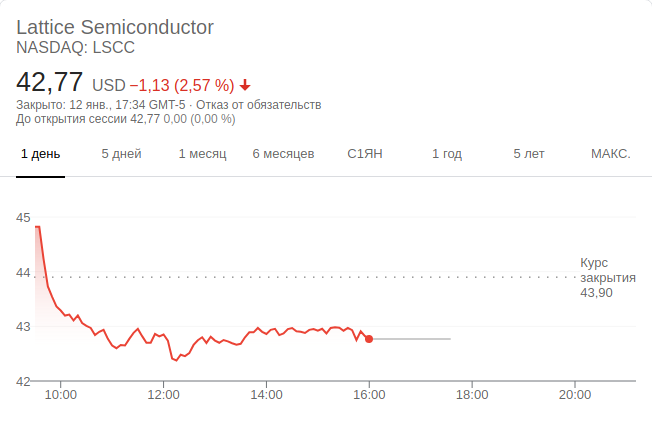 Lattice Semiconductor
NASDAQ: LSCC
42,77 USD −1,13 (2,57 %)
Закрыто: 12 янв., 17:34 GMT-5 · Отказ от обязательств
До открытия сессии 42,77 0,00 (0,00 %)
1 день 5 дней 1 месяц 6 месяцев С1ЯН 1 год 5 лет МАКС.
45
44
43
42
Курс
закрытия
43,90
10:00 12:00 14:00 16:00 18:00 20:00